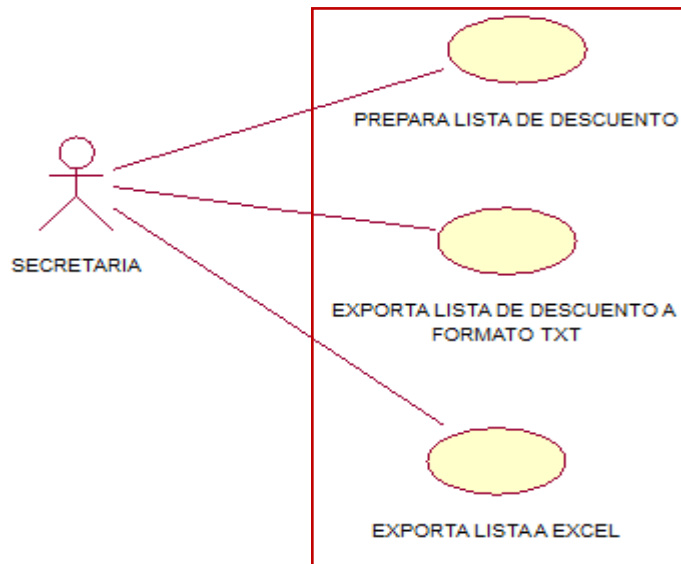 PREPARA LISTA DE DESCUENTO
SECRETARIA
EXPORTA LISTA DE DESCUENTO A
FORMATO TXT
EXPORTA LISTA A EXCEL